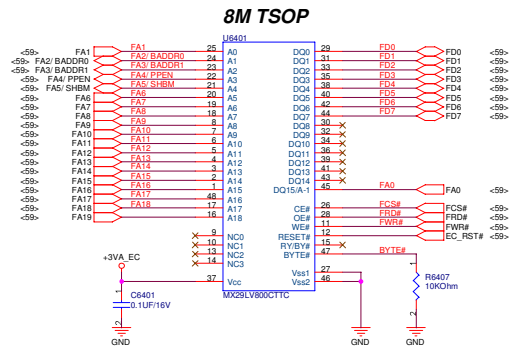 8M TSOP
U6401
<59> FA1 FA1 25 A0 DQ0 29 FD0 FD0 <59>
<59> FA2/ BADDR0 FA2/ BADDR0 24 A1 DQ1 31 FD1 FD1 <59>
<59> FA3/ BADDR1 FA3/ BADDR1 23 A2 DQ2 33 FD2 FD2 <59>
<59> FA4/ PPEN FA4/ PPEN 22 A3 DQ3 35 FD3 FD3 <59>
<59> FA5/ SHBM FA5/ SHBM 21 A4 DQ4 38 FD4 FD4 <59>
<59> FA6 FA6 20 A5 DQ5 40 FD5 FD5 <59>
<59> FA7 FA7 19 A6 DQ6 42 FD6 FD6 <59>
<59> FA8 FA8 18 A7 DQ7 44 FD7 FD7 <59>
<59> FA9 FA9 8 A8 DQ8 30
<59> FA10 FA10 7 A9 DQ9 32
<59> FA11 FA11 6 A10 DQ10 34
<59> FA12 FA12 5 A11 DQ11 36
<59> FA13 FA13 4 A12 DQ12 39
<59> FA14 FA14 3 A13 DQ13 41
<59> FA15 FA15 2 A14 DQ14 43
<59> FA16 FA16 1 A15 DQ15/A-1 45 FA0 FA0 <59>
<59> FA17 FA17 48 A16
<59> FA18 FA18 17 A17 CE# 26 FCS# FCS# <59>
<59> FA19 16 A18 OE# 28 FRD# FRD# <59>
WE# 11 FWR# FWR# <59>
9 NC0 RESET# 12 EC_RST# <59>
10 NC1 RY/BY# 15
13 NC2 BYTE# 47 BYTE#
14 NC3
+3VA_EC
Vss1 27
37 Vcc Vss2 46
MX29LV800CTTC
1 C6401
0.1UF/16V
2
GND
GND
1
R6407
10KOhm
2
GND